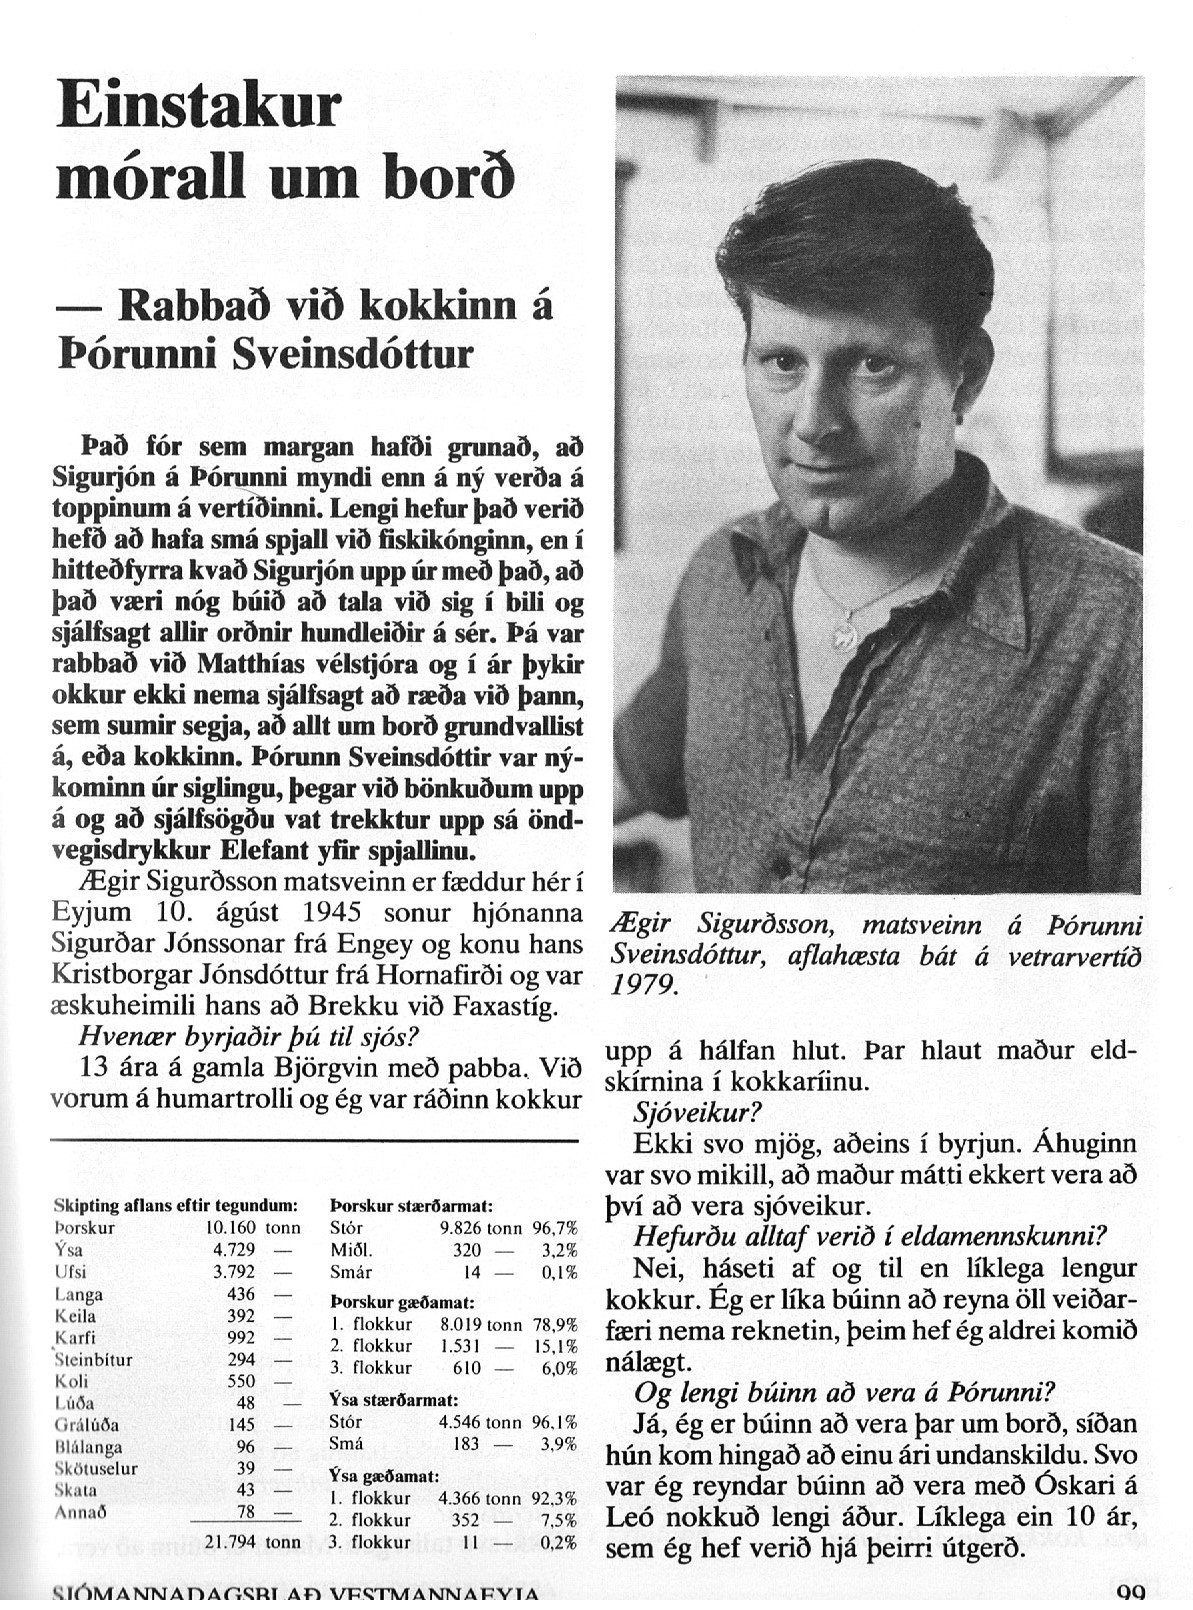 Einstakur
mórall um borð
— Rabbað við kokkinn á
Þórunni Sveinsdóttur
Það fór sem margan hafði grunað, að
Sigurjón á Þórunni myndi enn á ný verða á
toppinum á vertíðinni. Lengi hefur það verið
hefð að hafa smá spjall við fiskikónginn, en í
hitteðfyrra kvað Sigurjón upp úr með það, að
það væri nóg búið að tala við sig í bili og
sjálfsagt allir orðnir hundleiðir á sér. Þá var
rabbað við Matthías vélstjóra og í ár þykir
okkur ekki nema sjálfsagt að ræða við þann,
sem sumir segja, að allt um borð grundvallist
á, eða kokkinn. Þórunn Sveinsdóttir var ný-
kominn úr siglingu, þegar við bönkuðum upp
á og að sjálfsögðu vat trekktur upp sá önd-
vegisdrykkur Elefant yfir spjallinu.
Ægir Sigurðsson matsveinn er fæddur hér í
Eyjum 10. ágúst 1945 sonur hjónanna
Sigurðar Jónssonar frá Engey og konu hans
Kristborgar Jónsdóttur frá Hornafirði og var
æskuheimili hans að Brekku við Faxastíg.
Hvenær byrjaðir þú til sjós?
13 ára á gamla Björgvin með pabba. Við
vorum á humartrolli og ég var ráðinn kokkur
Ægir Sigurðsson, matsveinn á Þórunni
Sveinsdóttur, aflahæsta bát á vetrarvertíð
1979.
upp á hálfan hlut. Þar hlaut maður eld-
skírnina í kokkaríinu.
Sjóveikur?
Ekki svo mjög, aðeins í byrjun. Áhuginn
var svo mikill, að maður mátti ekkert vera að
því að vera sjóveikur.
Hefurðu alltaf verið í eldamennskunni?
Nei, háseti af og til en líklega lengur
kokkur. Ég er líka búinn að reyna öll veiðar-
færi nema reknetin, þeim hef ég aldrei komið
nálægt.
Og lengi búinn að vera á Þórunni?
Já, ég er búinn að vera þar um borð, síðan
hún kom hingað að einu ári undanskildu. Svo
var ég reyndar búinn að vera með Óskari á
Leó nokkuð lengi áður. Líklega ein 10 ár,
sem ég hef verið hjá þeirri útgerð.
Skipting aflans eftir tegundum:
Þorskur 10.160 tonn
Ýsa 4.729 —
Ufsi 3.792 —
Langa 436 —
Keila 392 —
Karfi 992 —
Steinbítur 294 —
Koli 550 —
Lúða 48 —
Grálúða 145 —
Blálanga 96 —
Skötuselur 39 —
Skata 43 —
Annað 78 —
21.794 tonn
Þorskur stærðarmat:
Stór 9.826 tonn 96,7%
Miðl. 320 — 3,2%
Smár 14 — 0,1%
Þorskur gæðamat:
1. flokkur 8.019 tonn 78,9%
2. flokkur 1.531 — 15,1%
3. flokkur 610 — 6,0%
Ýsa stærðarmat:
Stór 4.546 tonn 96,1%
Smá 183 — 3,9%
Ýsa gæðamat:
1. flokkur 4.366 tonn 92,3%
2. flokkur 352 — 7,5%
3. flokkur 11 — 0,2%
SJÓMANNADAGSBLAÐ VESTMANNAEYJA
99